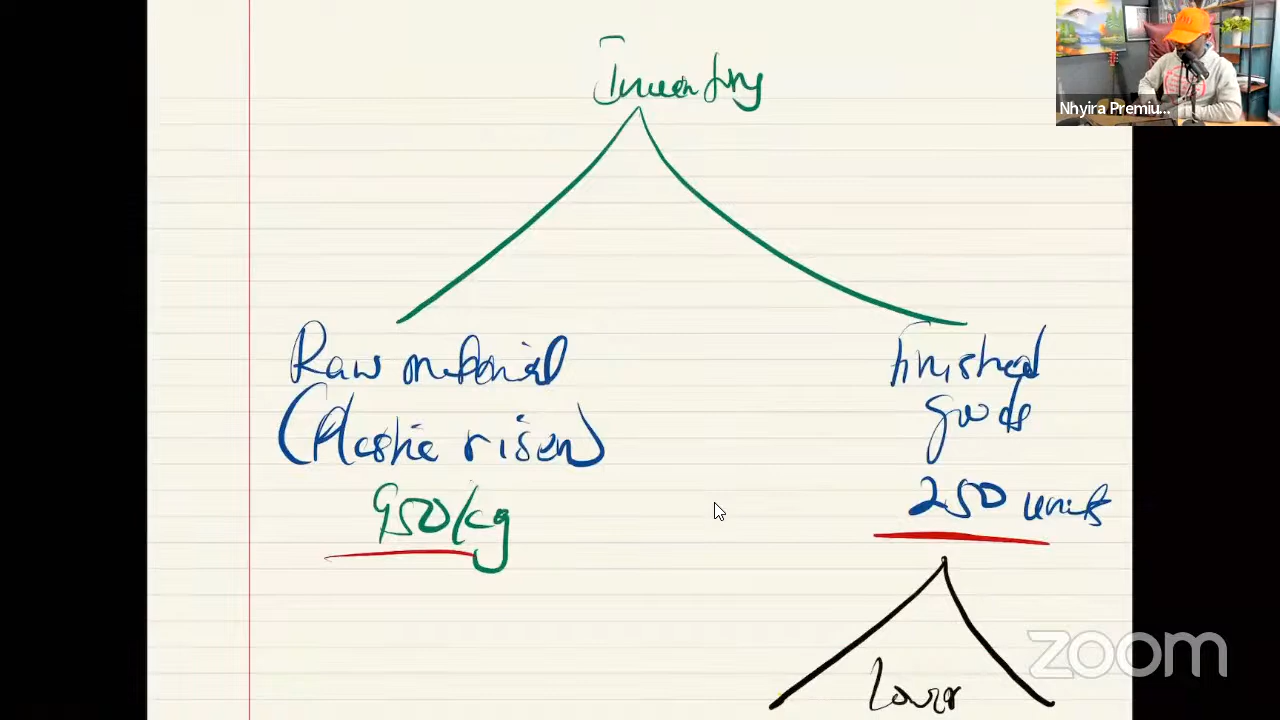 Inventory
Nhyira Premiu...
Raw material
(Plastic risen)
950/kg
Finished
goods
250 units
Lower
zoom